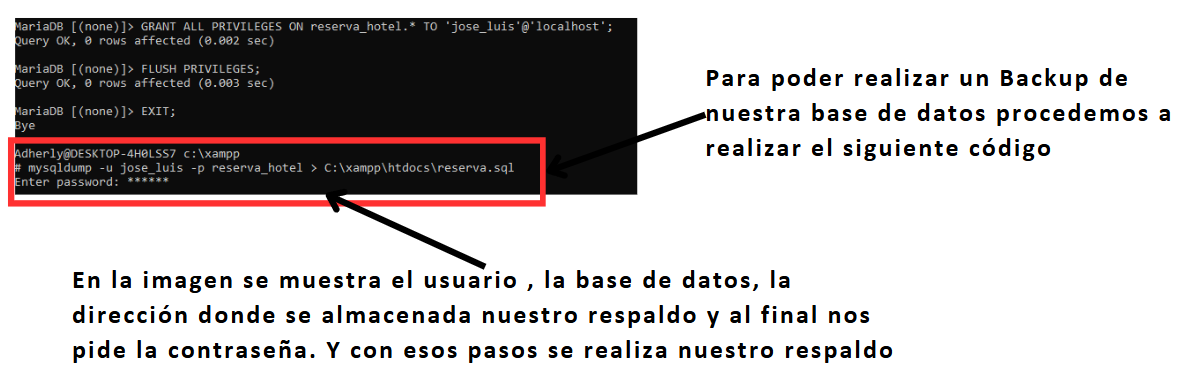 MariaDB [(none)]> GRANT ALL PRIVILEGES ON reserva_hotel.* TO 'jose_luis'@'localhost';
Query OK, 0 rows affected (0.002 sec)
MariaDB [(none)]> FLUSH PRIVILEGES;
Query OK, 0 rows affected (0.003 sec)
MariaDB [(none)]> EXIT;
Bye
Adherly@DESKTOP-4H0LSS7 c:\xampp
# mysqldump -u jose_luis -p reserva_hotel > C:\xampp\htdocs\reserva.sql
Enter password: ******
Para poder realizar un Backup de
nuestra base de datos procedemos a
realizar el siguiente código
En la imagen se muestra el usuario , la base de datos, la
dirección donde se almacenada nuestro respaldo y al final nos
pide la contraseña. Y con esos pasos se realiza nuestro respaldo